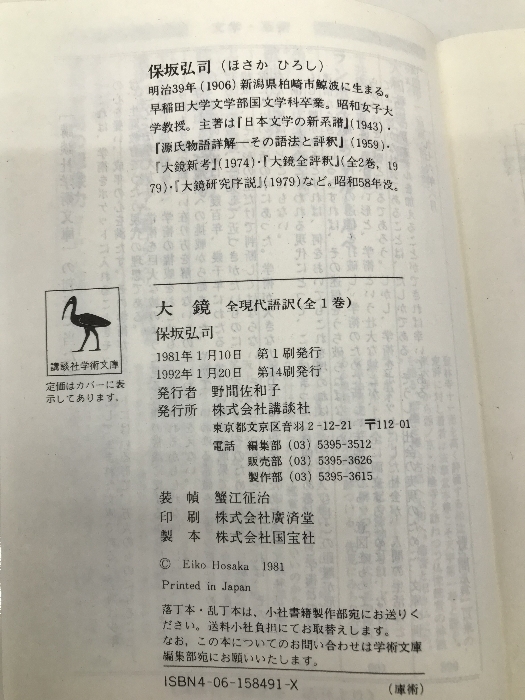 保坂弘司(ほさか ひろし)
明治39年(1906)新潟県柏崎市鯨波に生まる。
早稲田大学文学部国文学科卒業。昭和女子大
学教授。主著は『日本文学の新系譜』(1943)・
『源氏物語詳解―その語法と評釈』(1959)・
『大鏡新考』(1974)・『大鏡全評釈』(全2巻, 19
79)・『大鏡研究序説』(1979)など。昭和58年没。
講談社学術文庫
定価はカバーに表
示してあります。
大 鏡 全現代語訳(全1巻)
保坂弘司
1981年1月10日 第1刷発行
1992年1月20日 第14刷発行
発行者 野間佐和子
発行所 株式会社講談社
東京都文京区音羽2-12-21 〒112-01
電話 編集部 (03) 5395-3512
販売部 (03) 5395-3626
製作部 (03) 5395-3615
装 幀 蟹江征治
印 刷 株式会社廣済堂
製 本 株式会社国宝社
© Eiko Hosaka 1981
Printed in Japan
落丁本・乱丁本は、小社書籍製作部宛にお送りく
ださい。送料小社負担にてお取替えします。
なお、この本についてのお問い合わせは学術文庫
編集部宛にお願いいたします。
ISBN4-06-158491-X
(庫術)